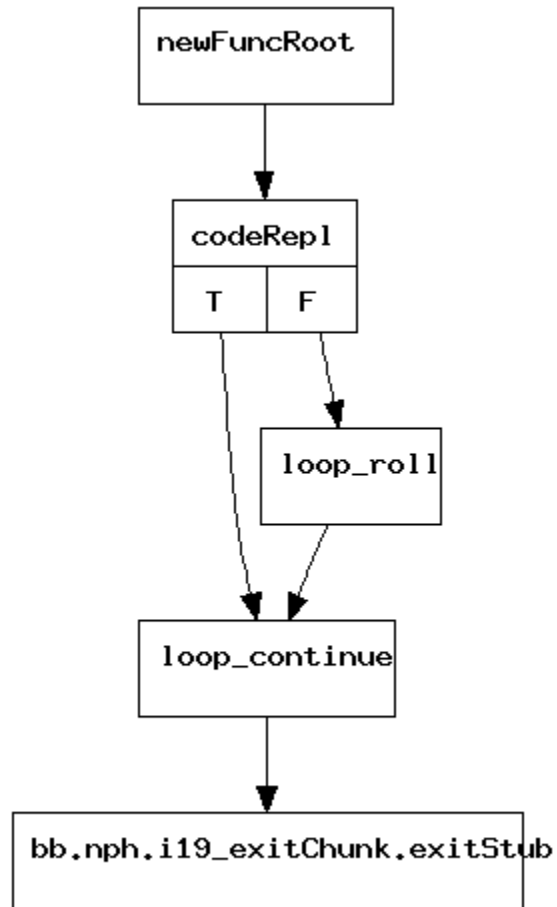 newFuncRoot
codeRepl
T
F
loop_roll
loop_continue
bb.nph.i19_exitChunk.exitStub